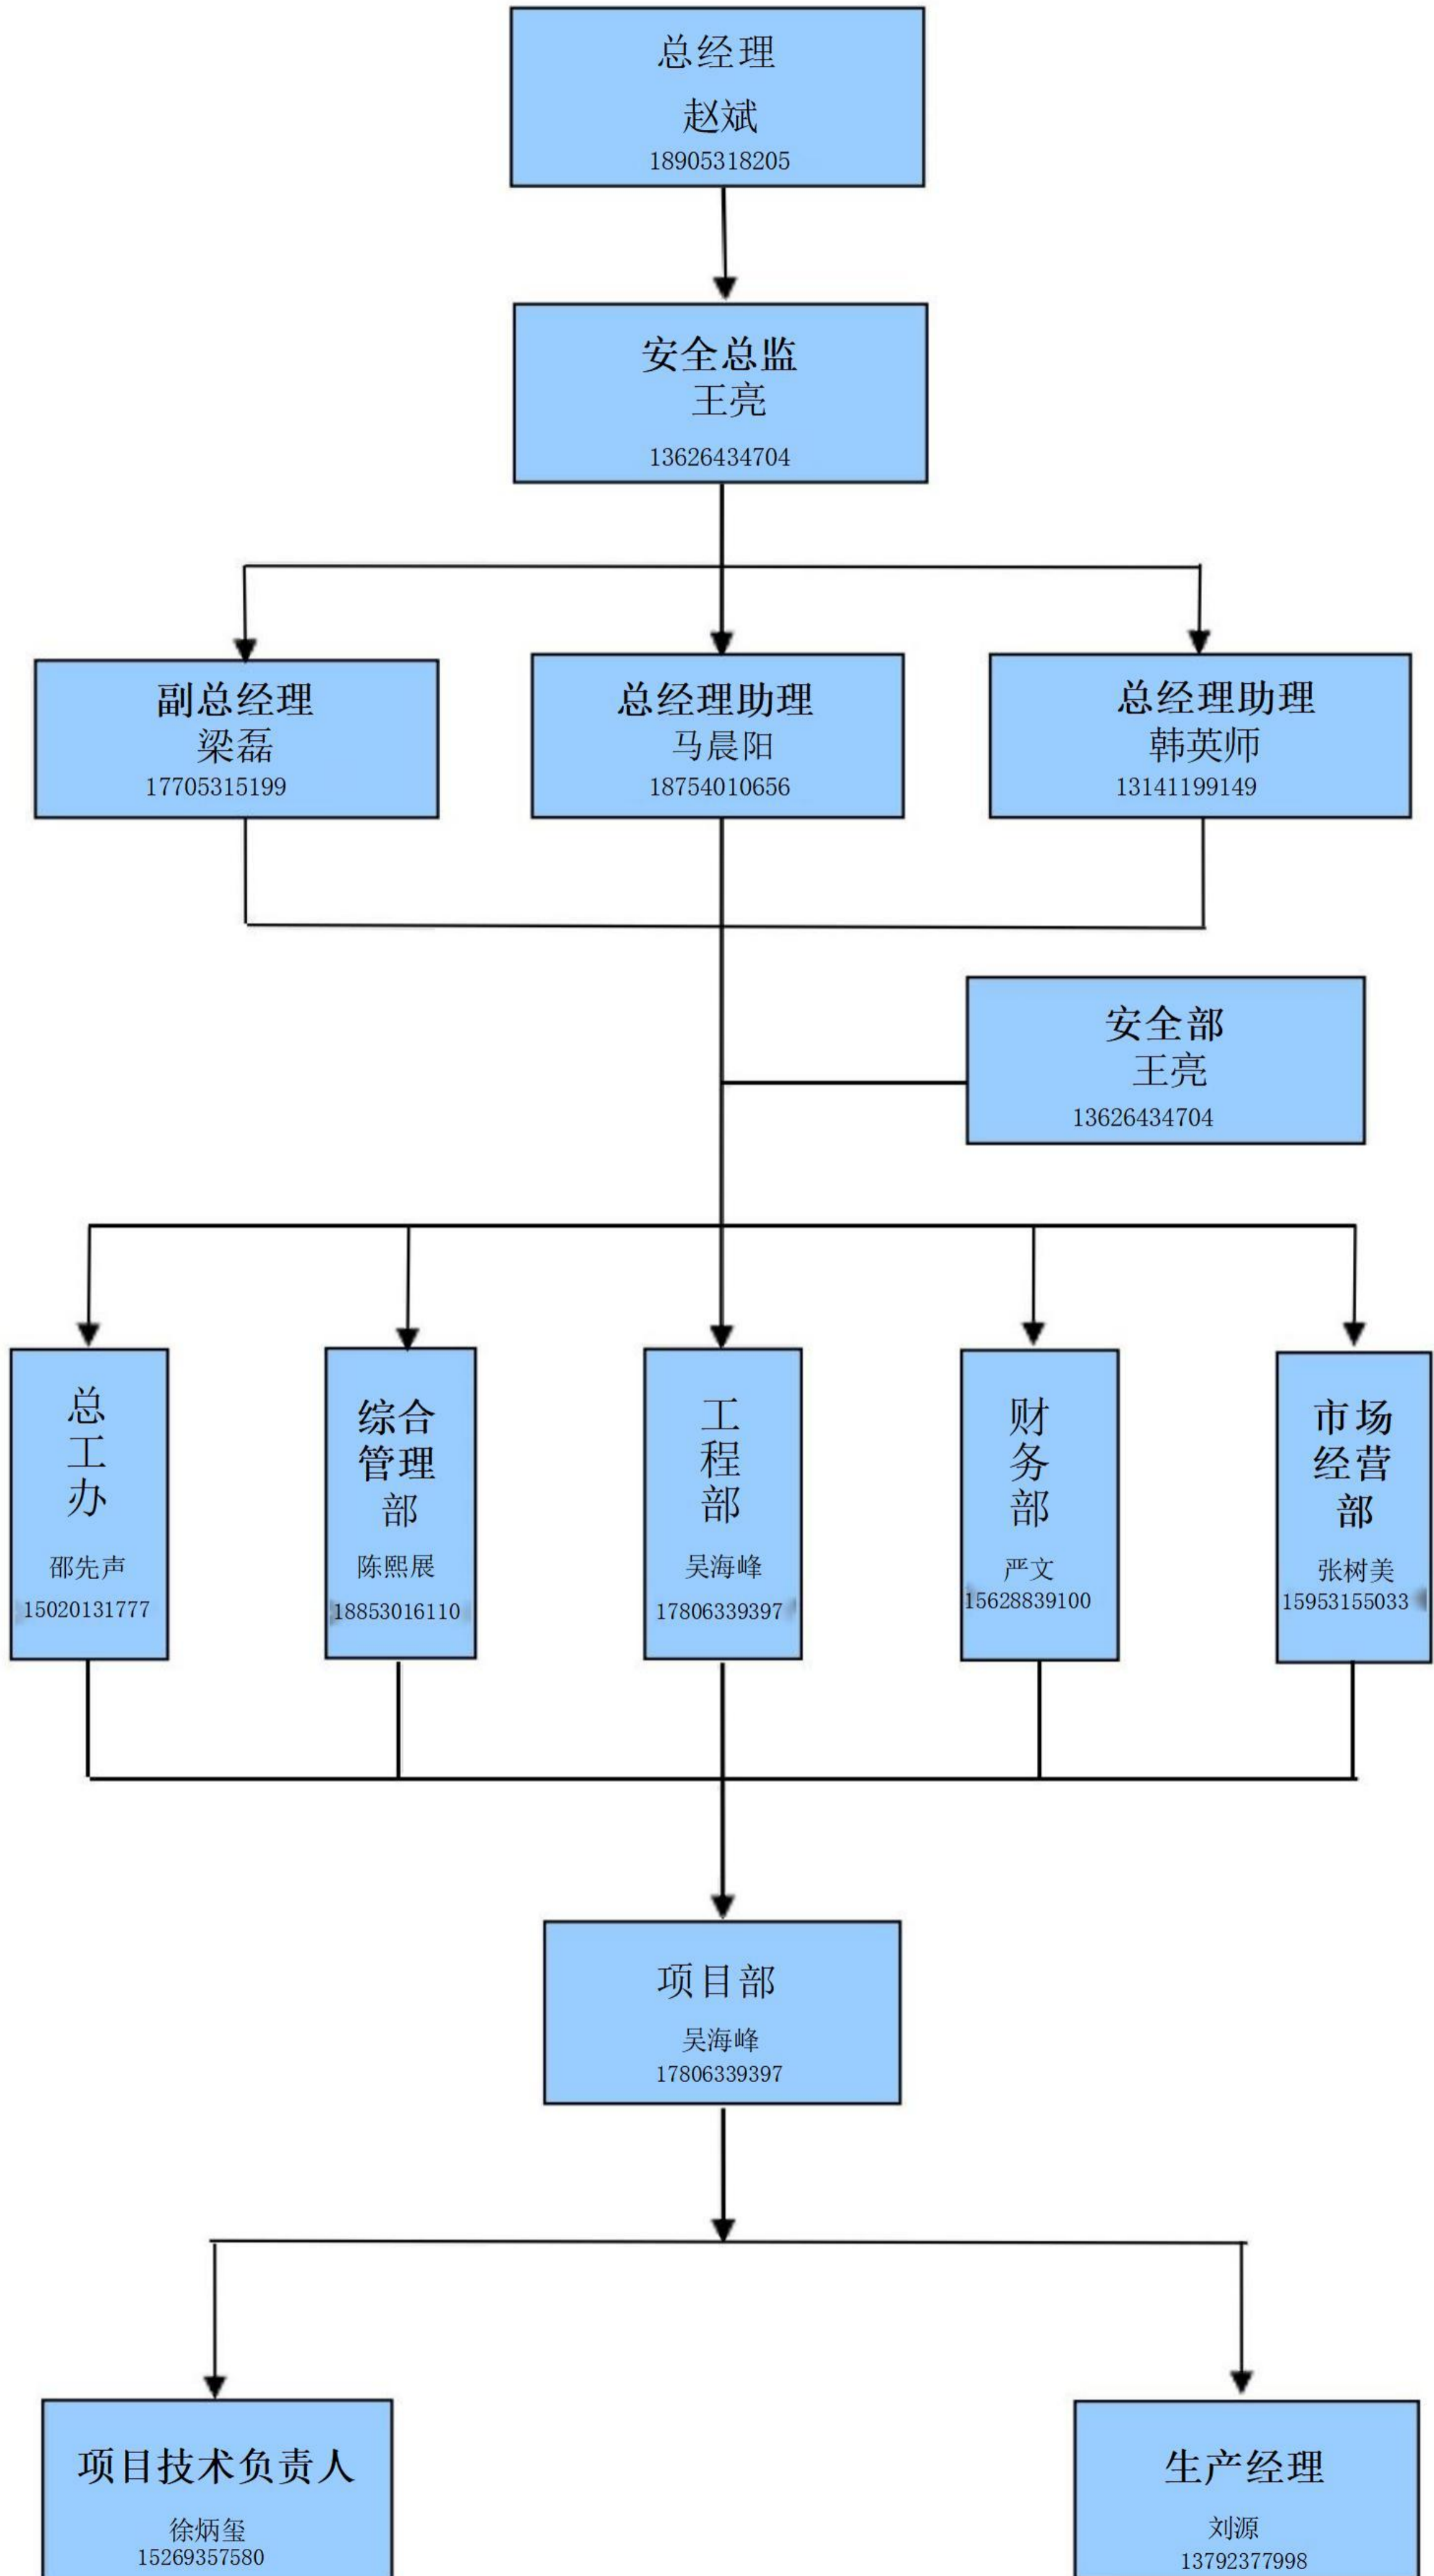 总经理
赵斌
18905318205
安全总监
王亮
13626434704
副总经理
梁磊
17705315199
总经理助理
马晨阳
18754010656
总经理助理
韩英师
13141199149
安全部
王亮
13626434704
总
工
办
邵先声
15020131777
综合
管理
部
陈熙展
18853016110
工
程
部
吴海峰
17806339397
财
务
部
严文
15628839100
市场
经营
部
张树美
15953155033
项目部
吴海峰
17806339397
项目技术负责人
徐炳玺
15269357580
生产经理
刘源
13792377998